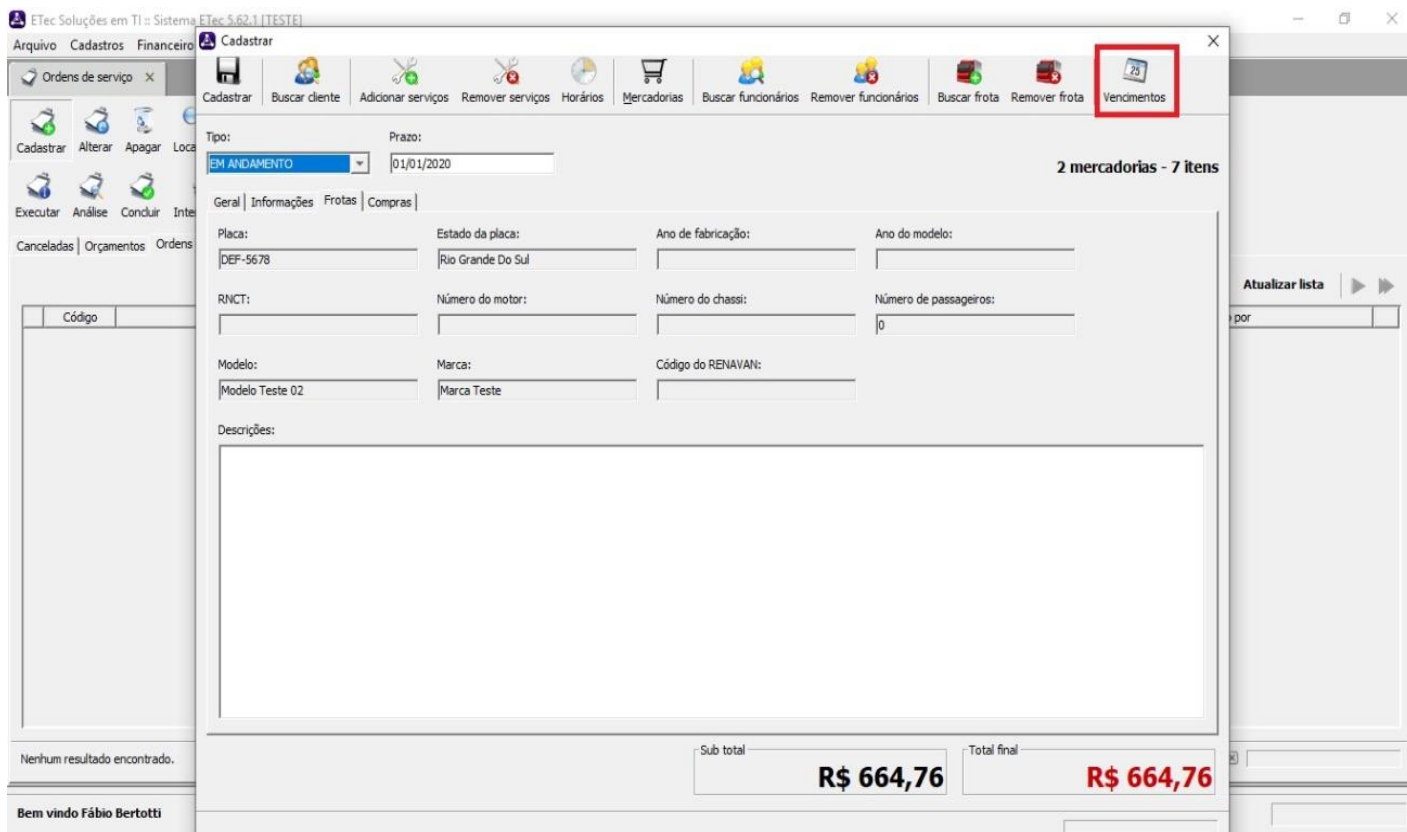 ETec Soluções em TI :: Sistema ETec 5.62.1 [TESTE]
Arquivo Cadastros Financeiro
Cadastrar
Ordens de serviço
Cadastrar Buscar cliente Adicionar serviços Remover serviços Horários Mercadorias Buscar funcionários Remover funcionários Buscar frota Remover frota 25 Vencimentos
Cadastrar Alterar Apagar Loca
Executar Análise Concluir Inte
Canceladas Orçamentos Ordens
Tipo: Prazo:
EM ANDAMENTO 01/01/2020
2 mercadorias - 7 itens
Geral Informações Frotas Compras
Placa: Estado da placa: Ano de fabricação: Ano do modelo:
DEF-5678 Rio Grande Do Sul
RNCT: Número do motor: Número do chassi: Número de passageiros:
0
Modelo: Marca: Código do RENAVAN:
Modelo Teste 02 Marca Teste
Descrições:
Atualizar lista
Código por
Sub total Total final
R$ 664,76 R$ 664,76
Nenhum resultado encontrado.
Bem vindo Fábio Bertotti